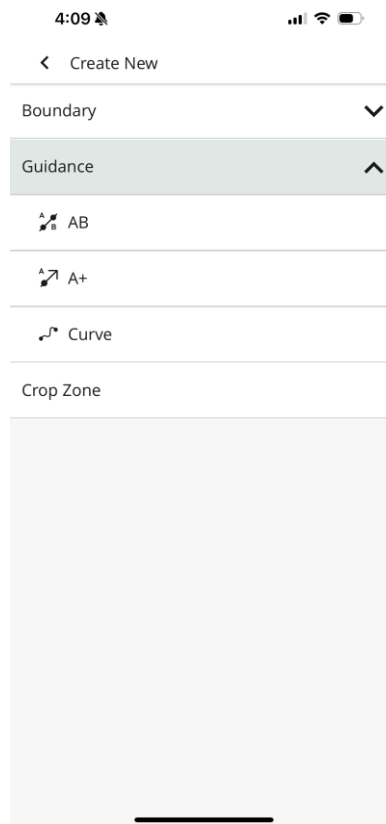 4:09
Create New
Boundary
Guidance
A B AB
A A+
Curve
Crop Zone